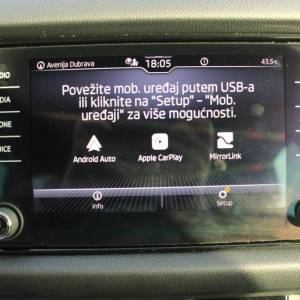 Avenija Dubrava
18:05
43.5
Povežite mob. uređaj putem USB-a
ili kliknite na "Setup" – "Mob.
uređaji" za više mogućnosti.
Android Auto
Apple CarPlay
MirrorLink
Info
Setup